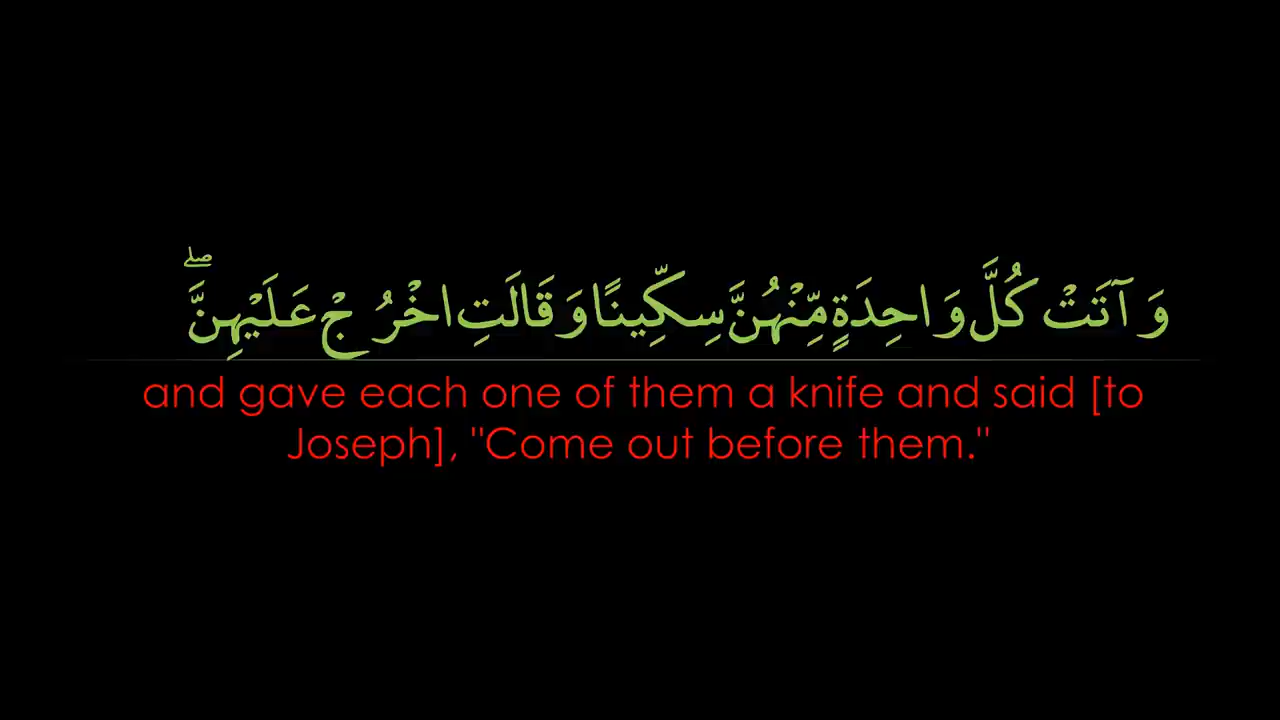 وَآتَتْ كُلَّ وَاحِدَةٍ مِّنْهُنَّ سِكِّينًا وَقَالَتِ اخْرُجْ عَلَيْهِنَّ ۖ
and gave each one of them a knife and said [to
Joseph], "Come out before them."